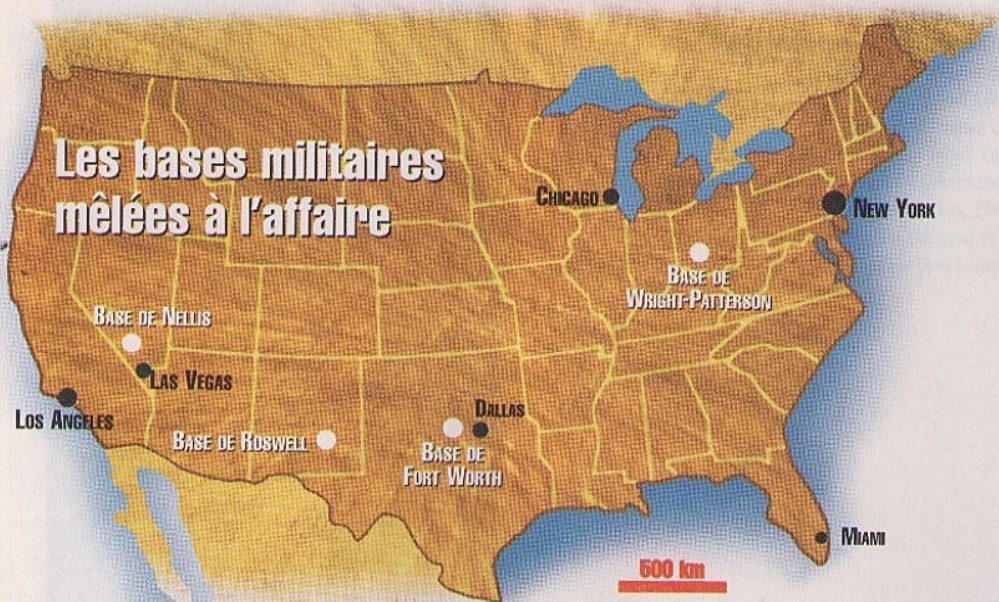 Les bases militaires
mêlées à l'affaire
CHICAGO
NEW YORK
BASE DE
WRIGHT-PATTERSON
BASE DE NELLIS
LAS VEGAS
LOS ANGELES
BASE DE ROSWELL
DALLAS
BASE DE
FORT WORTH
MIAMI
500 km